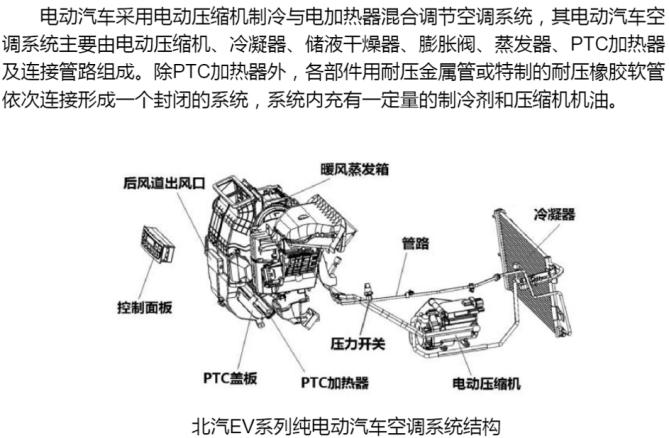 电动汽车采用电动压缩机制冷与电加热器混合调节空调系统，其电动汽车空
调系统主要由电动压缩机、冷凝器、储液干燥器、膨胀阀、蒸发器、PTC加热器
及连接管路组成。除PTC加热器外，各部件用耐压金属管或特制的耐压橡胶软管
依次连接形成一个封闭的系统，系统内充有一定量的制冷剂和压缩机机油。
暖风蒸发箱
后风道出风口
冷凝器
管路
控制面板
压力开关
PTC盖板
PTC加热器
电动压缩机
北汽EV系列纯电动汽车空调系统结构